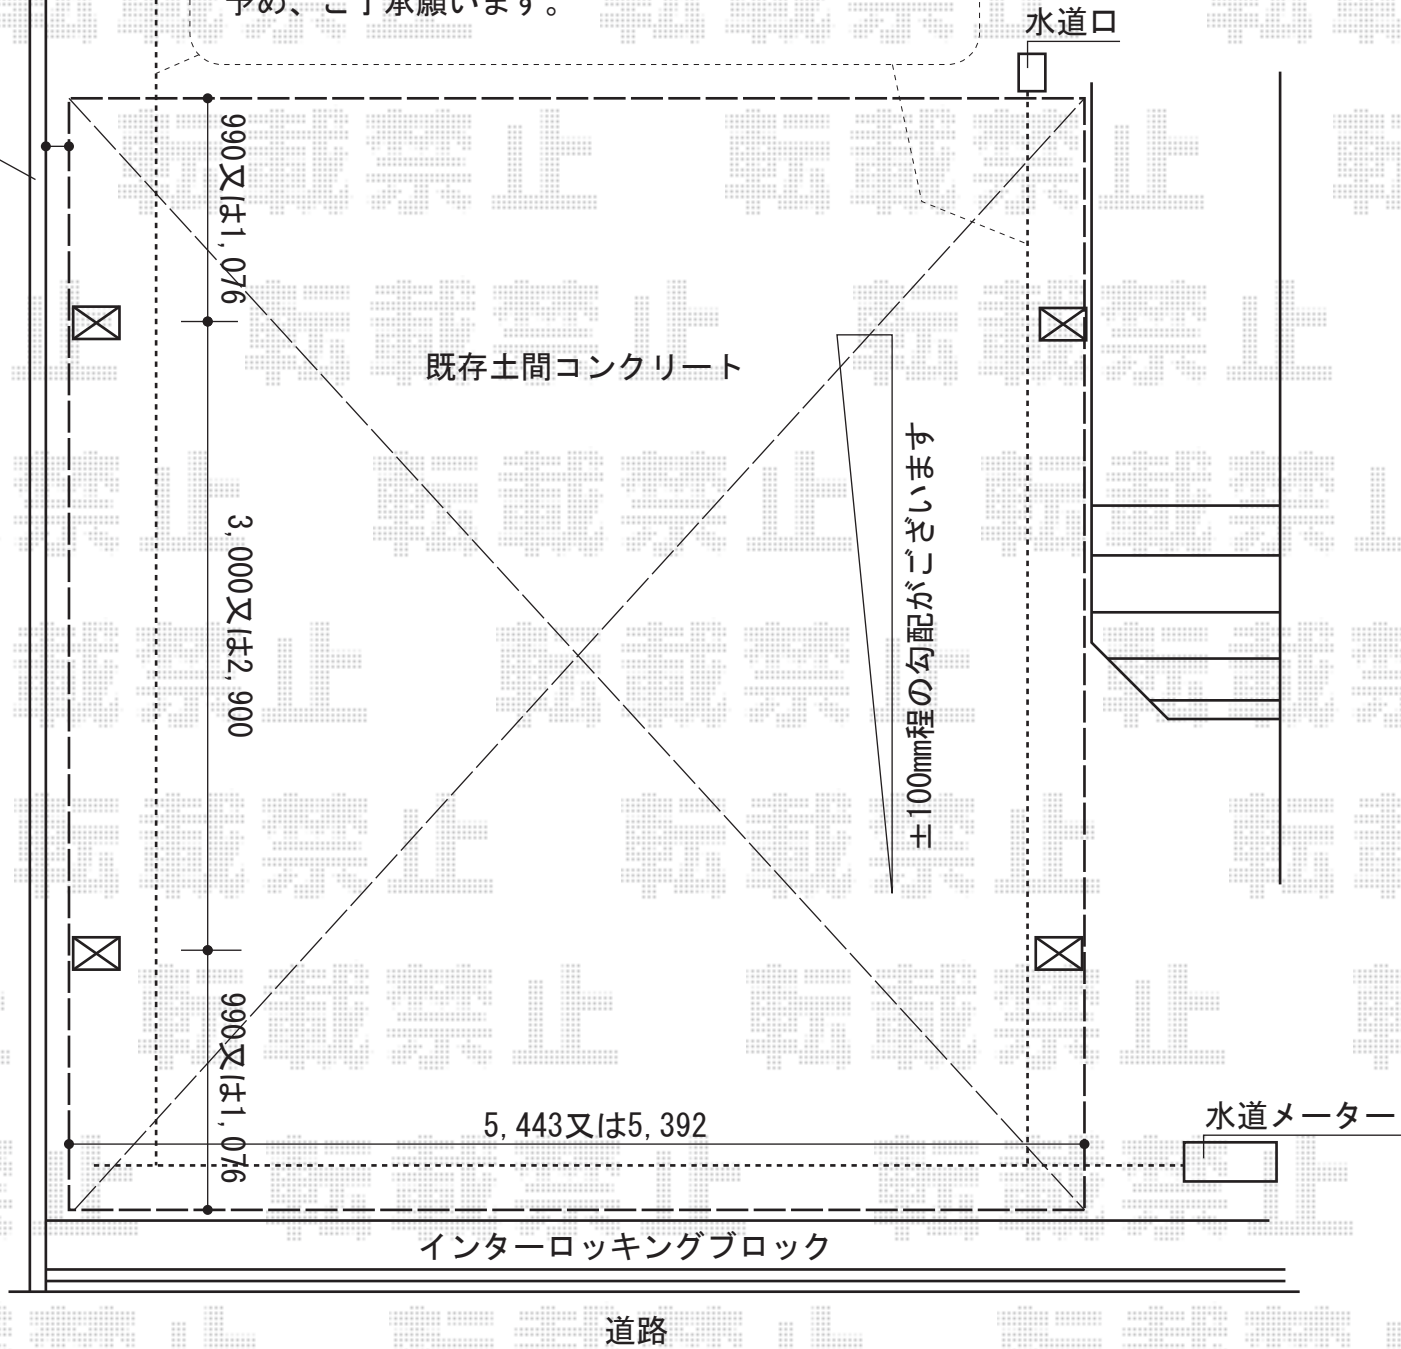 予め、ご了承願います。
水道口
990又は1,076
既存土間コンクリート
±100mm程の勾配がございます
3,000又は2,900
990又は1,076
5,443又は5,392
水道メーター
インターロッキングブロック
道路
転載禁止